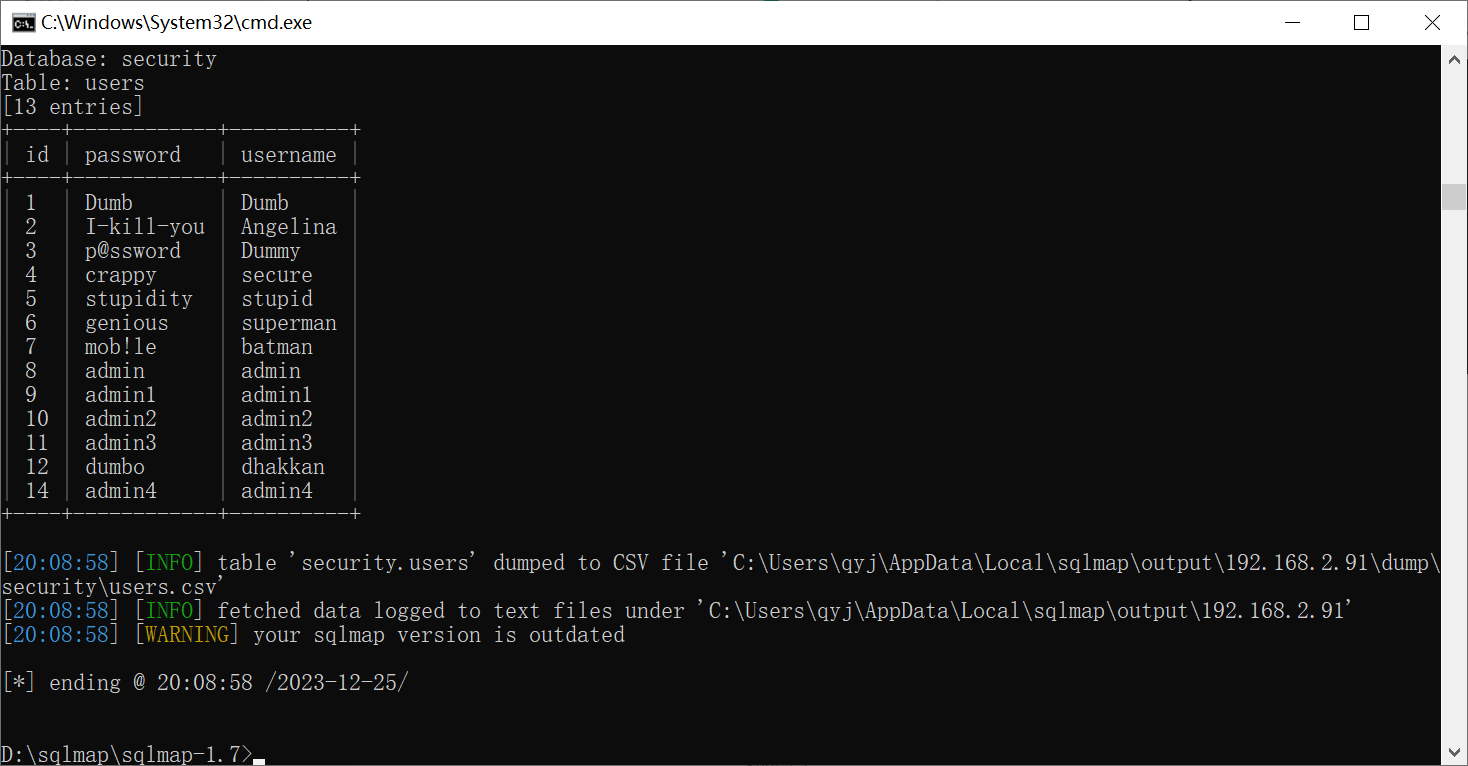 C:\Windows\System32\cmd.exe
Database: security
Table: users
[13 entries]
+----+------------+----------+
| id | password   | username |
+----+------------+----------+
| 1  | Dumb       | Dumb     |
| 2  | I-kill-you | Angelina |
| 3  | p@ssword   | Dummy    |
| 4  | crappy     | secure   |
| 5  | stupidity  | stupid   |
| 6  | genious    | superman |
| 7  | mob!le     | batman   |
| 8  | admin      | admin    |
| 9  | admin1     | admin1   |
| 10 | admin2     | admin2   |
| 11 | admin3     | admin3   |
| 12 | dumbo      | dhakkan  |
| 14 | admin4     | admin4   |
+----+------------+----------+
[20:08:58] [INFO] table 'security.users' dumped to CSV file 'C:\Users\qyj\AppData\Local\sqlmap\output\192.168.2.91\dump\
security\users.csv'
[20:08:58] [INFO] fetched data logged to text files under 'C:\Users\qyj\AppData\Local\sqlmap\output\192.168.2.91'
[20:08:58] [WARNING] your sqlmap version is outdated
[*] ending @ 20:08:58 /2023-12-25/
D:\sqlmap\sqlmap-1.7>